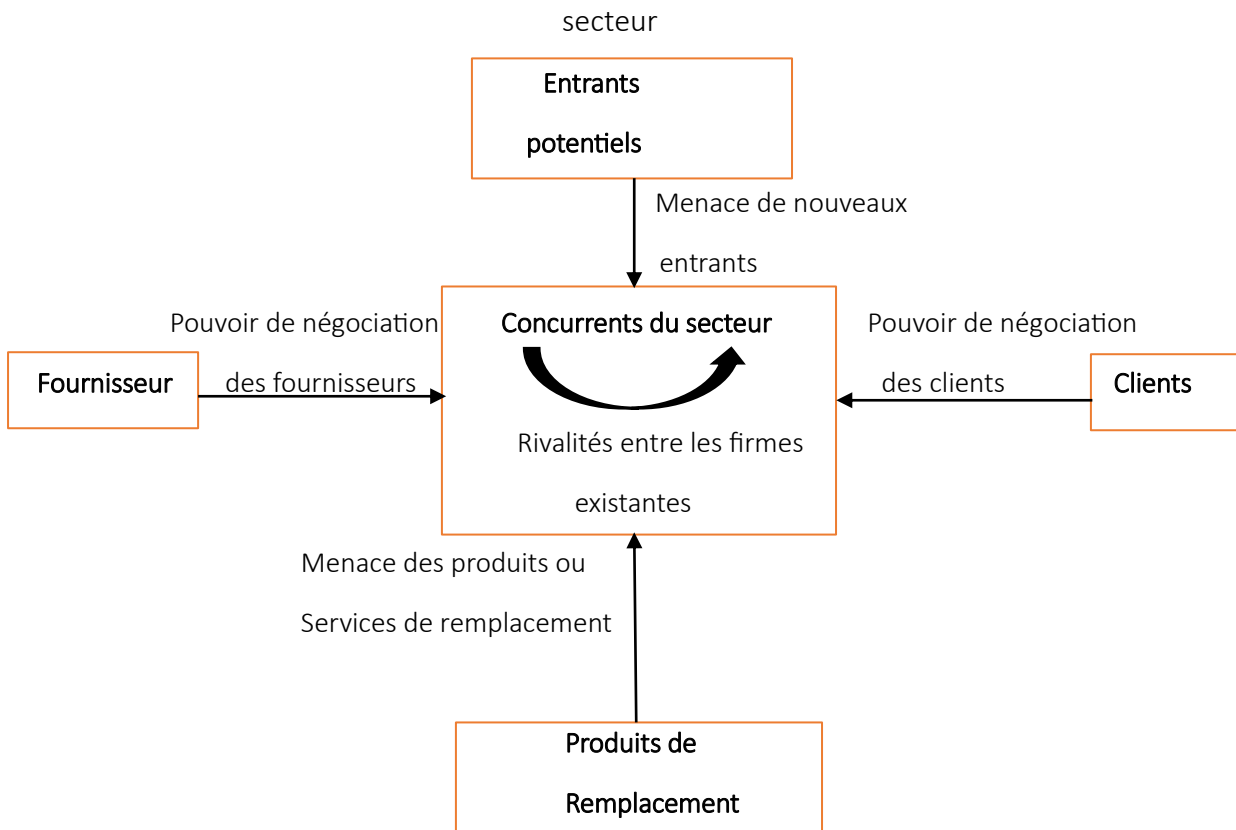 secteur
Entrants
potentiels
Menace de nouveaux
entrants
Pouvoir de négociation
des fournisseurs
Fournisseur
Concurrents du secteur
Rivalités entre les firmes
existantes
Pouvoir de négociation
des clients
Clients
Menace des produits ou
Services de remplacement
Produits de
Remplacement